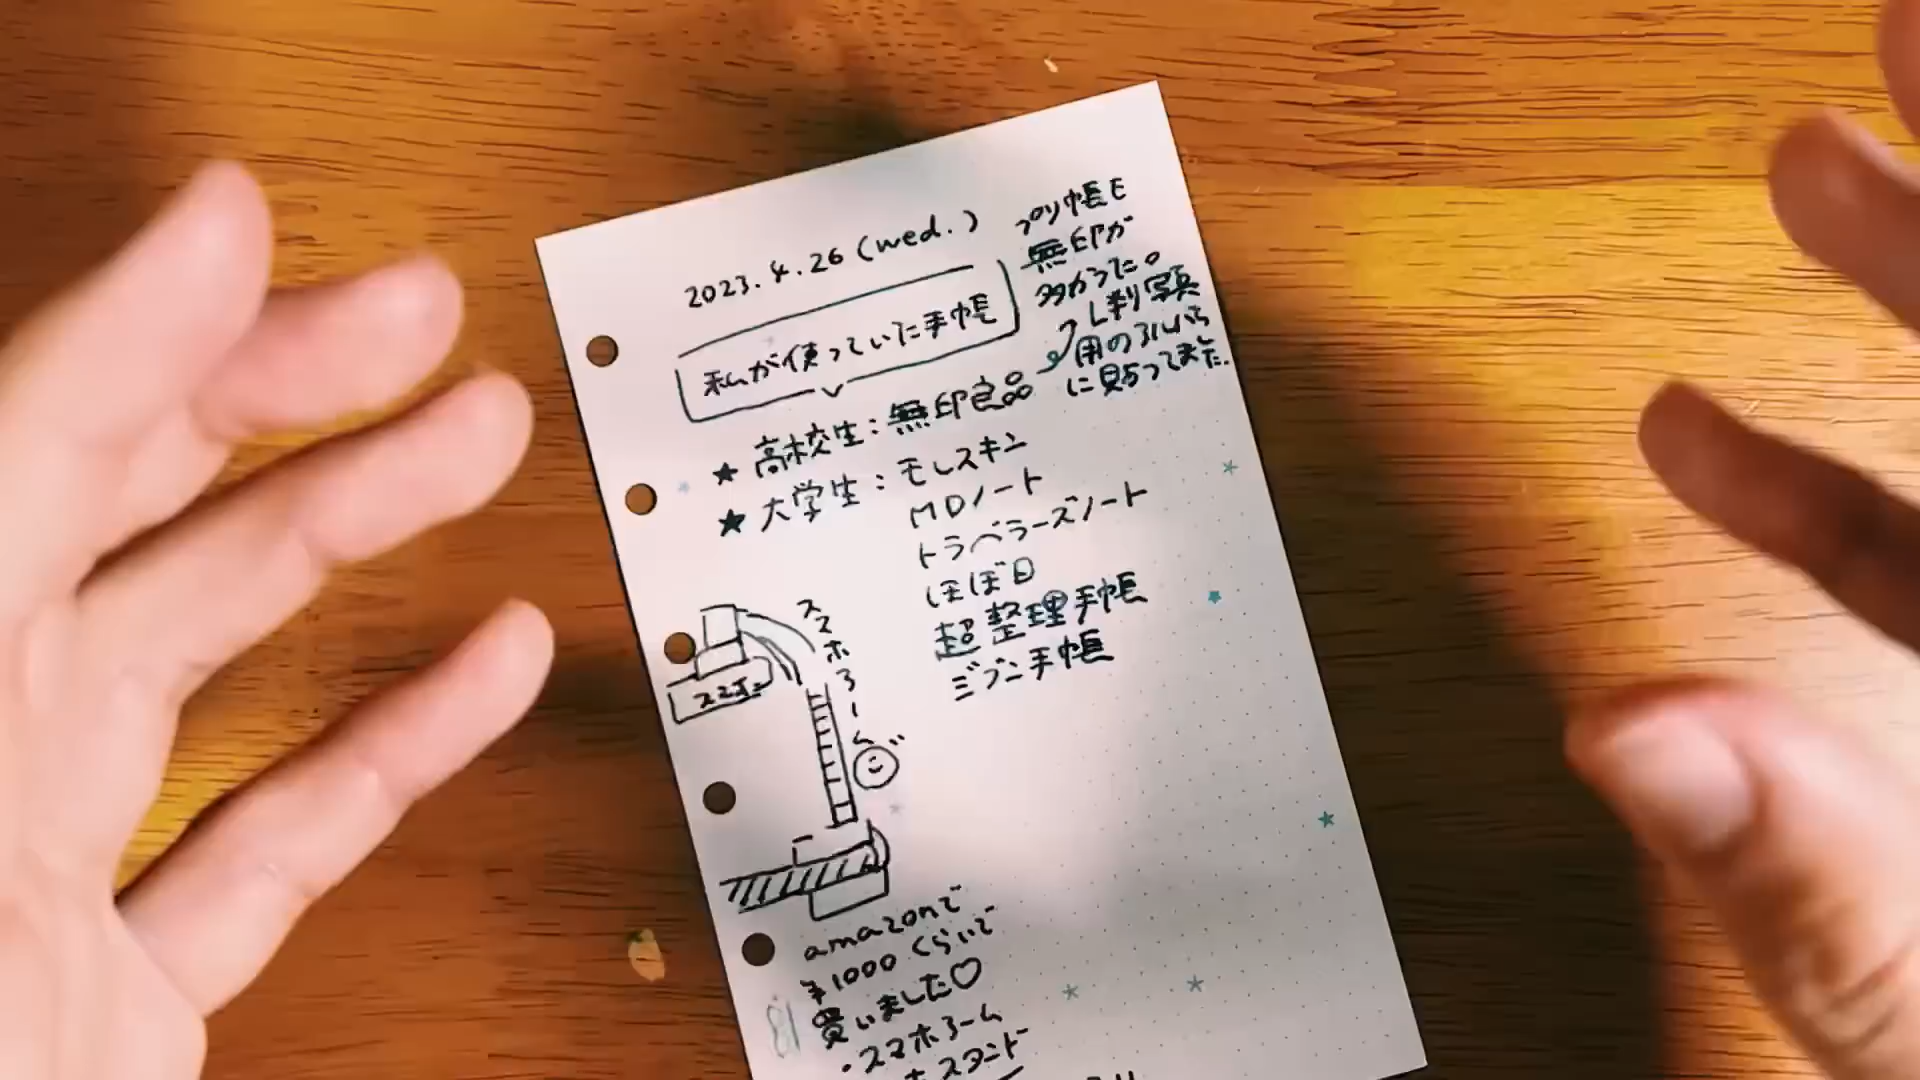 2023.4.26(wed.)
私が使っていた手帳
プリ帳も
無印が
多かった。
L判写真
用のアルバム
に貼ってました.
★ 高校生:無印良品
★ 大学生:モレスキン
MDノート
トラベラーズノート
ほぼ日
超整理手帳
ジブン手帳
スマホアーム
スマホ
amazonで
¥1000くらいで
買いました♡
・スマホアーム
スタンド